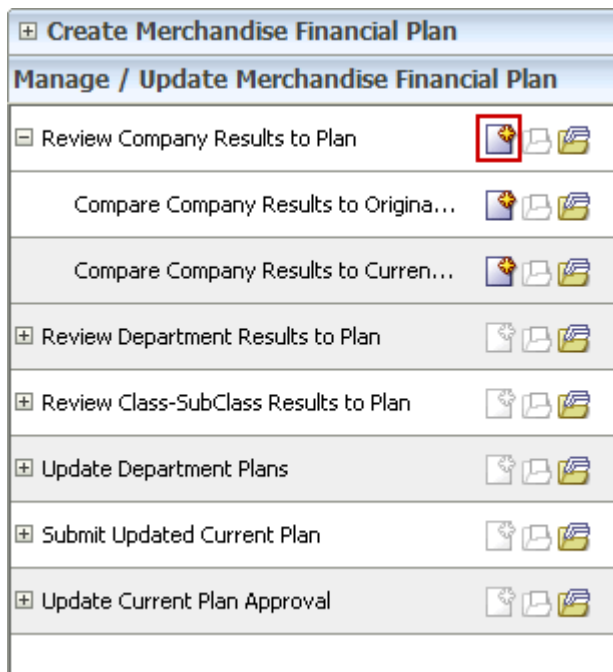 Create Merchandise Financial Plan
Manage / Update Merchandise Financial Plan
Review Company Results to Plan
Compare Company Results to Origina...
Compare Company Results to Curren...
Review Department Results to Plan
Review Class-SubClass Results to Plan
Update Department Plans
Submit Updated Current Plan
Update Current Plan Approval